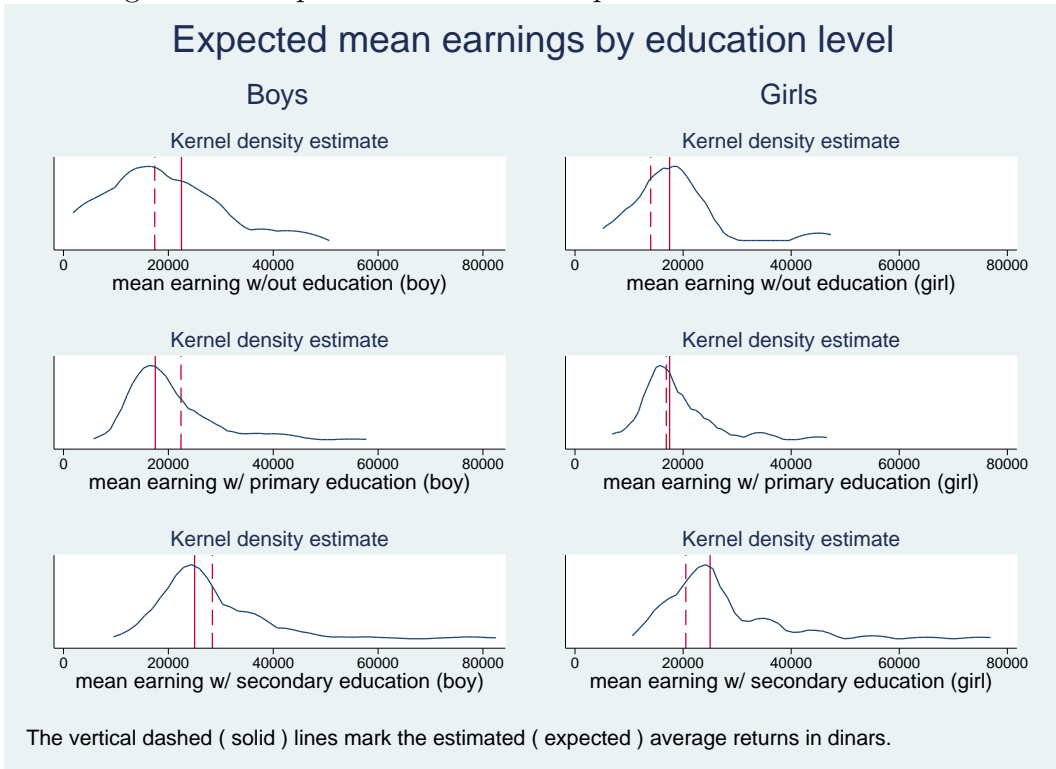 Expected mean earnings by education level
Boys Girls
Kernel density estimate Kernel density estimate
0 20000 40000 60000 80000 0 20000 40000 60000 80000
mean earning w/out education (boy) mean earning w/out education (girl)
Kernel density estimate Kernel density estimate
0 20000 40000 60000 80000 0 20000 40000 60000 80000
mean earning w/ primary education (boy) mean earning w/ primary education (girl)
Kernel density estimate Kernel density estimate
0 20000 40000 60000 80000 0 20000 40000 60000 80000
mean earning w/ secondary education (boy) mean earning w/ secondary education (girl)
The vertical dashed ( solid ) lines mark the estimated ( expected ) average returns in dinars.